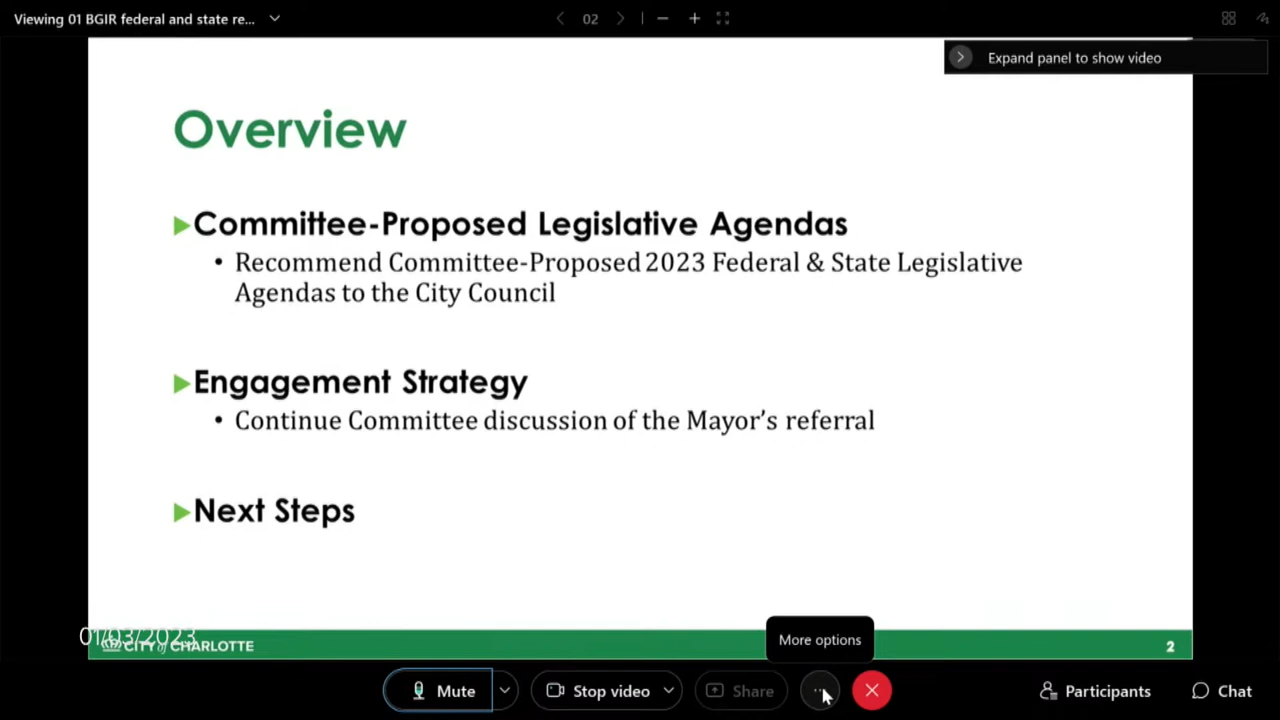 Viewing 01 BGIR federal and state re...
02
Expand panel to show video
Overview
Committee-Proposed Legislative Agendas
• Recommend Committee-Proposed 2023 Federal & State Legislative
Agendas to the City Council
Engagement Strategy
• Continue Committee discussion of the Mayor's referral
Next Steps
01/03/2023
CITY of CHARLOTTE
2
More options
Mute
Stop video
Share
Participants
Chat